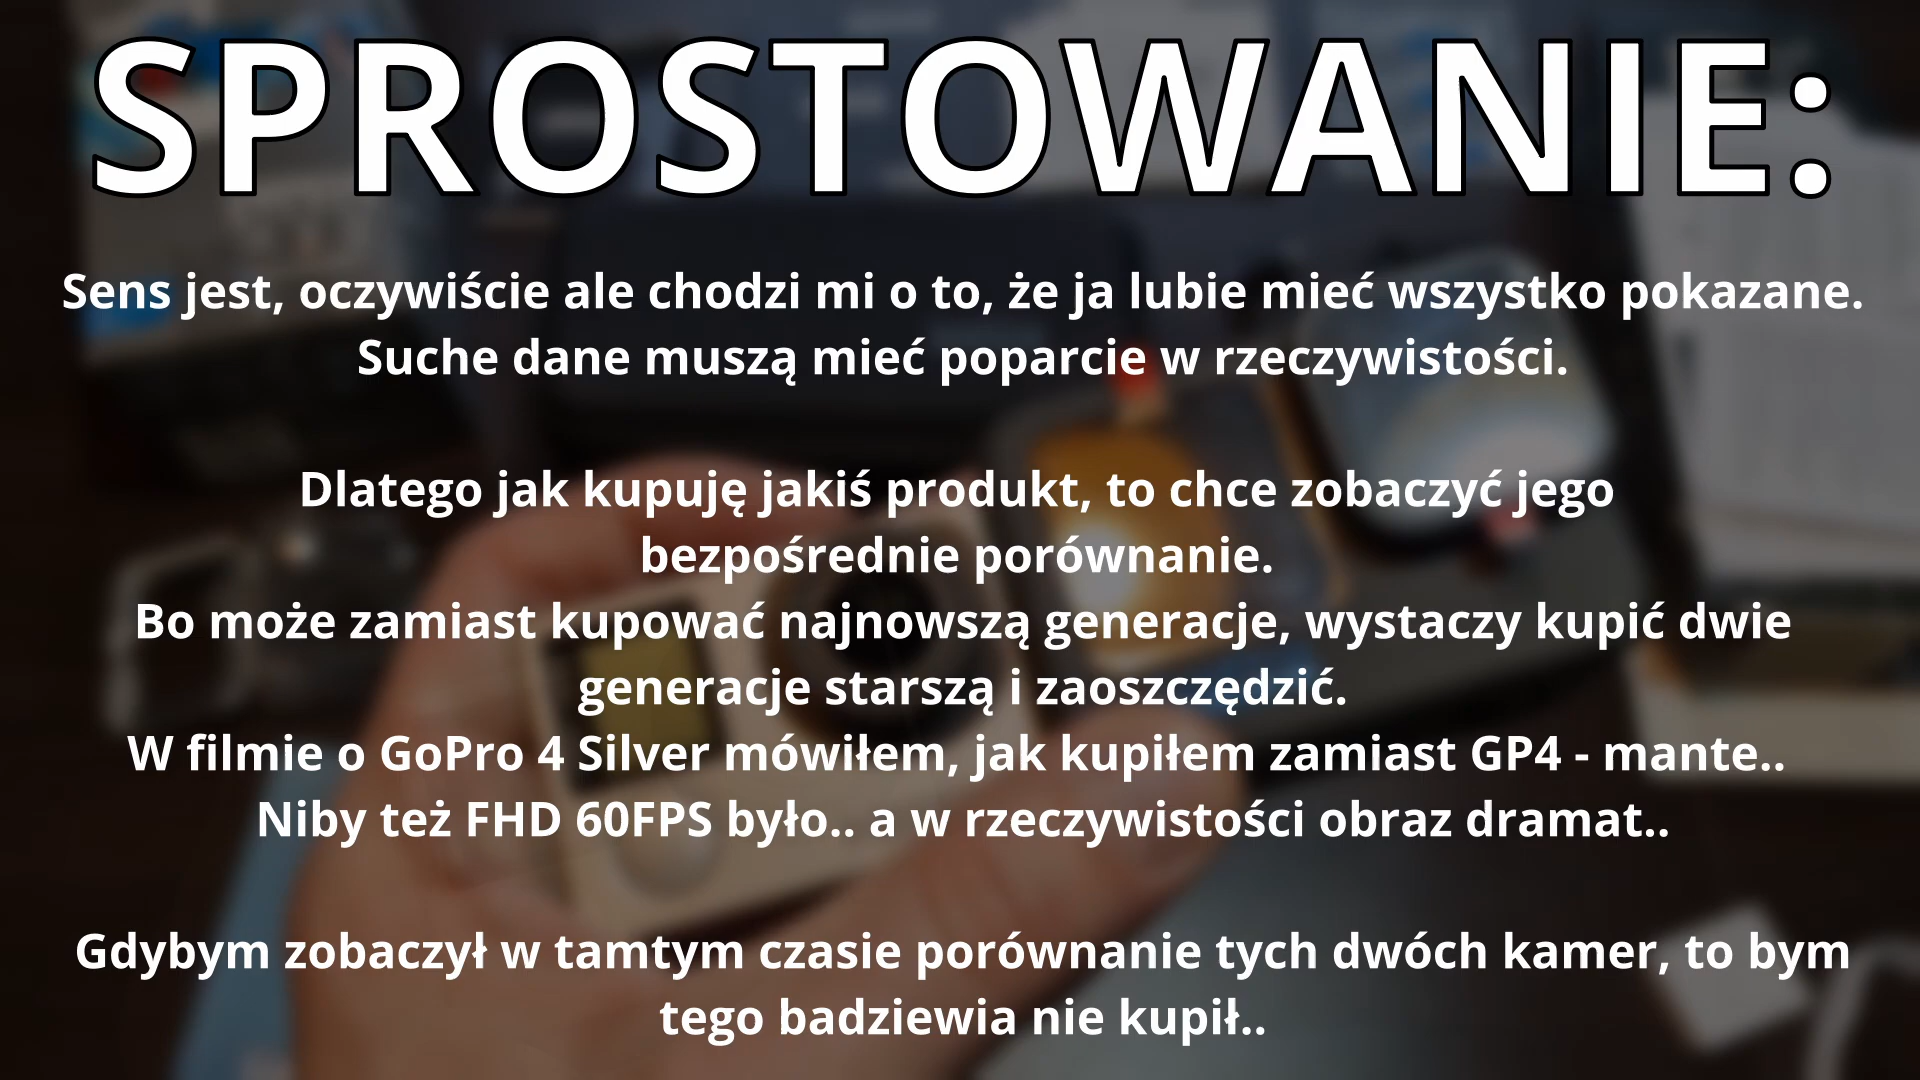 SPROSTOWANIE:
Sens jest, oczywiście ale chodzi mi o to, że ja lubie mieć wszystko pokazane.
Suche dane muszą mieć poparcie w rzeczywistości.
Dlatego jak kupuję jakiś produkt, to chce zobaczyć jego
bezpośrednie porównanie.
Bo może zamiast kupować najnowszą generacje, wystaczy kupić dwie
generacje starszą i zaoszczędzić.
W filmie o GoPro 4 Silver mówiłem, jak kupiłem zamiast GP4 - mante..
Niby też FHD 60FPS było.. a w rzeczywistości obraz dramat..
Gdybym zobaczył w tamtym czasie porównanie tych dwóch kamer, to bym
tego badziewia nie kupił..